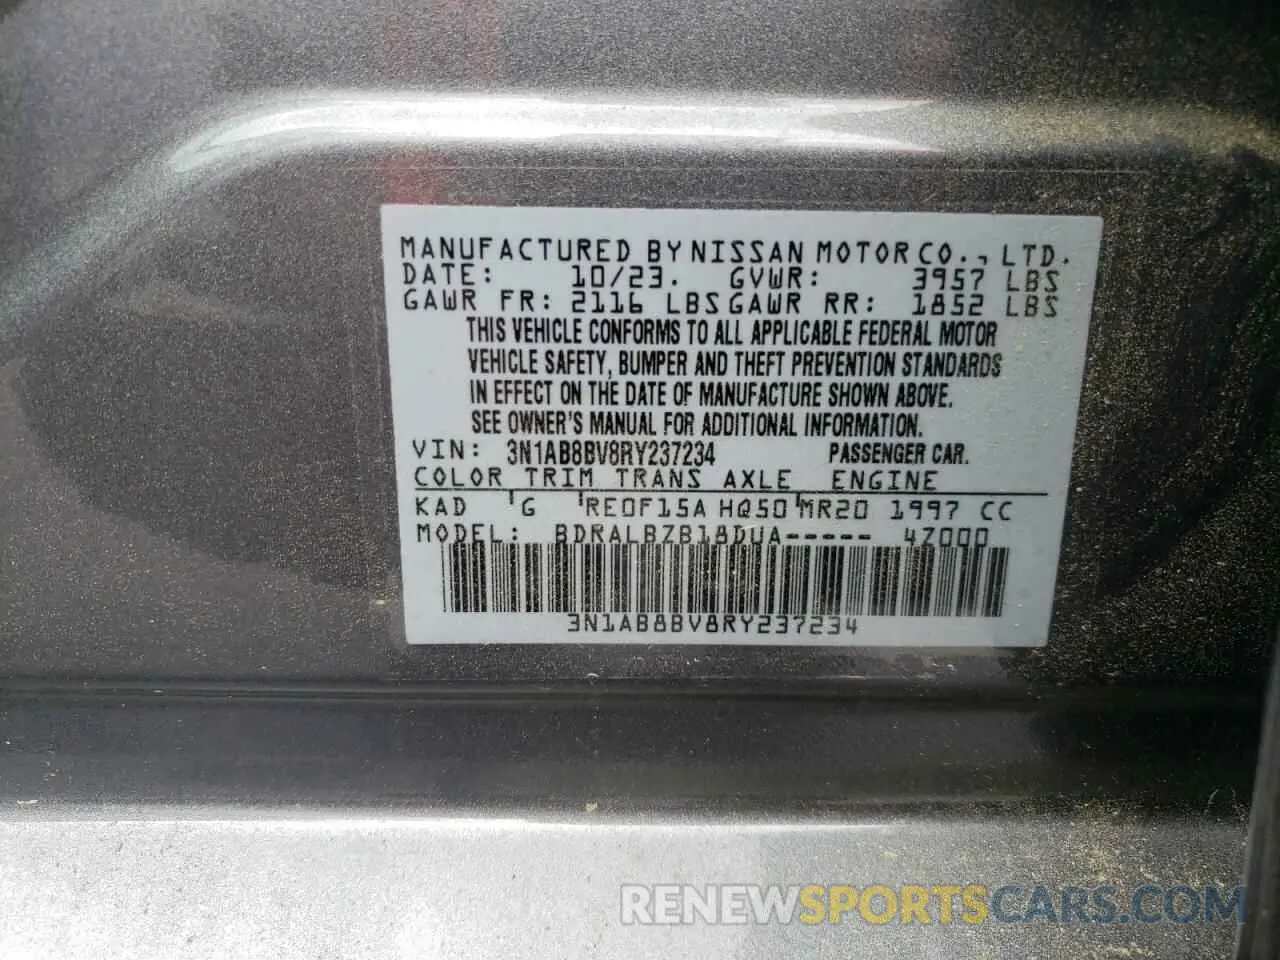 MANUFACTURED BY NISSAN MOTOR CO., LTD.
DATE: 10/23. GVWR: 3957 LBS
GAWR FR: 2116 LBS GAWR RR: 1852 LBS
THIS VEHICLE CONFORMS TO ALL APPLICABLE FEDERAL MOTOR
VEHICLE SAFETY, BUMPER AND THEFT PREVENTION STANDARDS
IN EFFECT ON THE DATE OF MANUFACTURE SHOWN ABOVE.
SEE OWNER'S MANUAL FOR ADDITIONAL INFORMATION.
VIN: 3N1AB8BV8RY237234 PASSENGER CAR.
COLOR TRIM TRANS AXLE ENGINE
KAD G RE0F15A HQ50 MR20 1997 CC
MODEL: BDRALBZB18DUA----- 4Z000
3N1AB8BV8RY237234
RENEWSPORTSCARS.COM